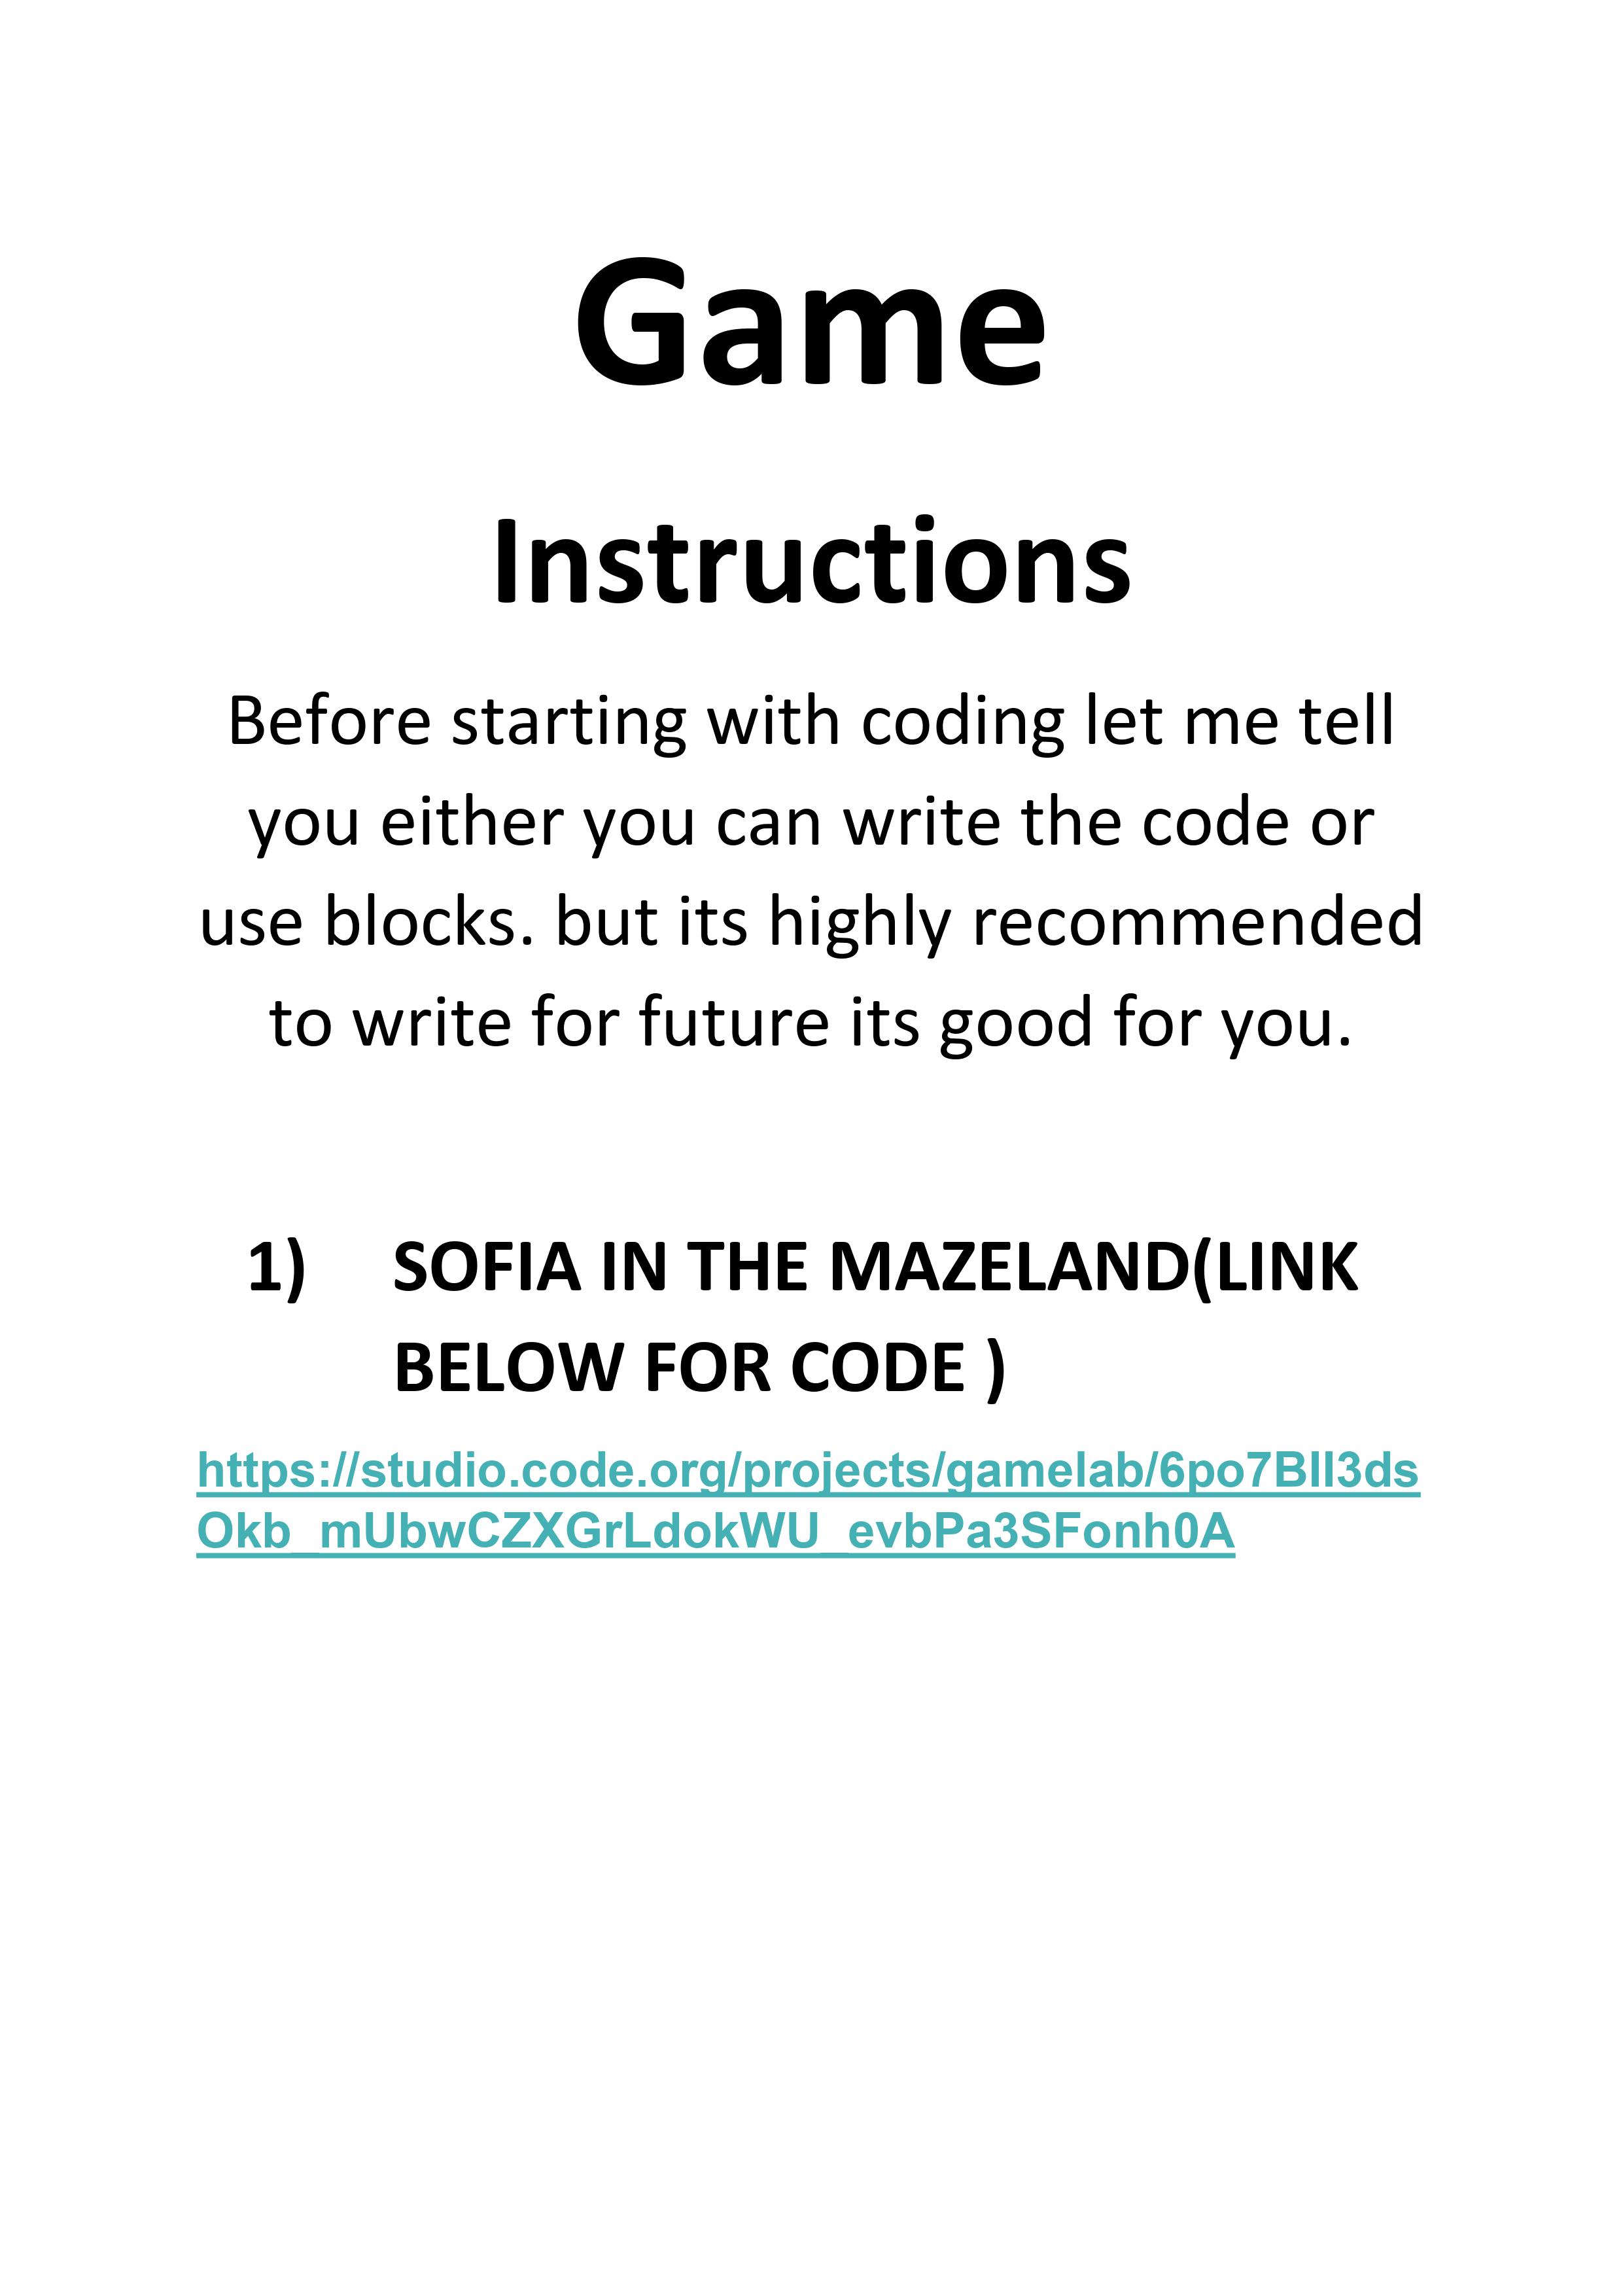 Game
Instructions
Before starting with coding let me tell
you either you can write the code or
use blocks. but its highly recommended
to write for future its good for you.
1) SOFIA IN THE MAZELAND(LINK
BELOW FOR CODE )
https://studio.code.org/projects/gamelab/6po7Bll3ds
Okb_mUbwCZXGrLdokWU_evbPa3SFonh0A